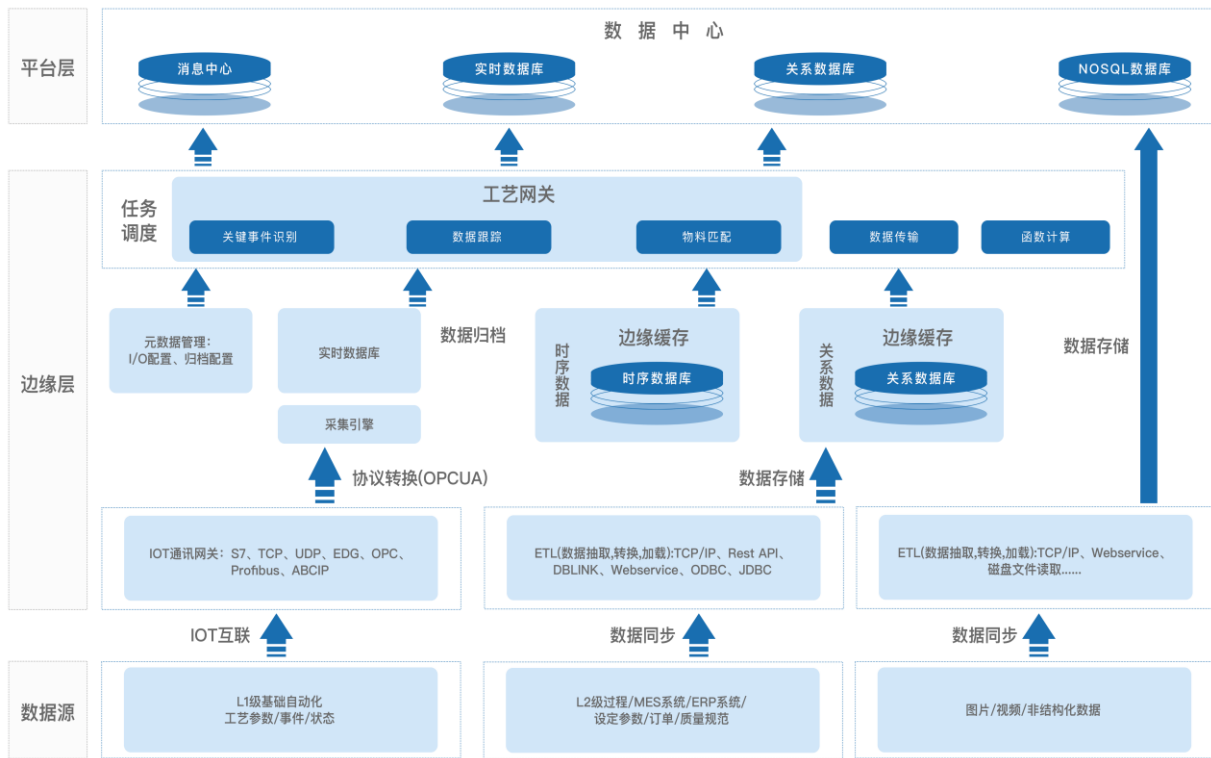 数据中心
平台层
消息中心
实时数据库
关系数据库
NOSQL数据库
工艺网关
任务
调度
关键事件识别
数据跟踪
物料匹配
数据传输
函数计算
边缘层
元数据管理：
I/O配置、归档配置
实时数据库
数据归档
采集引擎
时序数据
边缘缓存
时序数据库
关系数据
边缘缓存
关系数据库
数据存储
协议转换(OPCUA)
数据存储
IOT通讯网关：S7、TCP、UDP、EDG、OPC、
Profibus、ABCIP
ETL(数据抽取,转换,加载):TCP/IP、Rest API、
DBLINK、Webservice、ODBC、JDBC
ETL(数据抽取,转换,加载):TCP/IP、Webservice、
磁盘文件读取......
IOT互联
数据同步
数据同步
数据源
L1级基础自动化
工艺参数/事件/状态
L2级过程/MES系统/ERP系统/
设定参数/订单/质量规范
图片/视频/非结构化数据